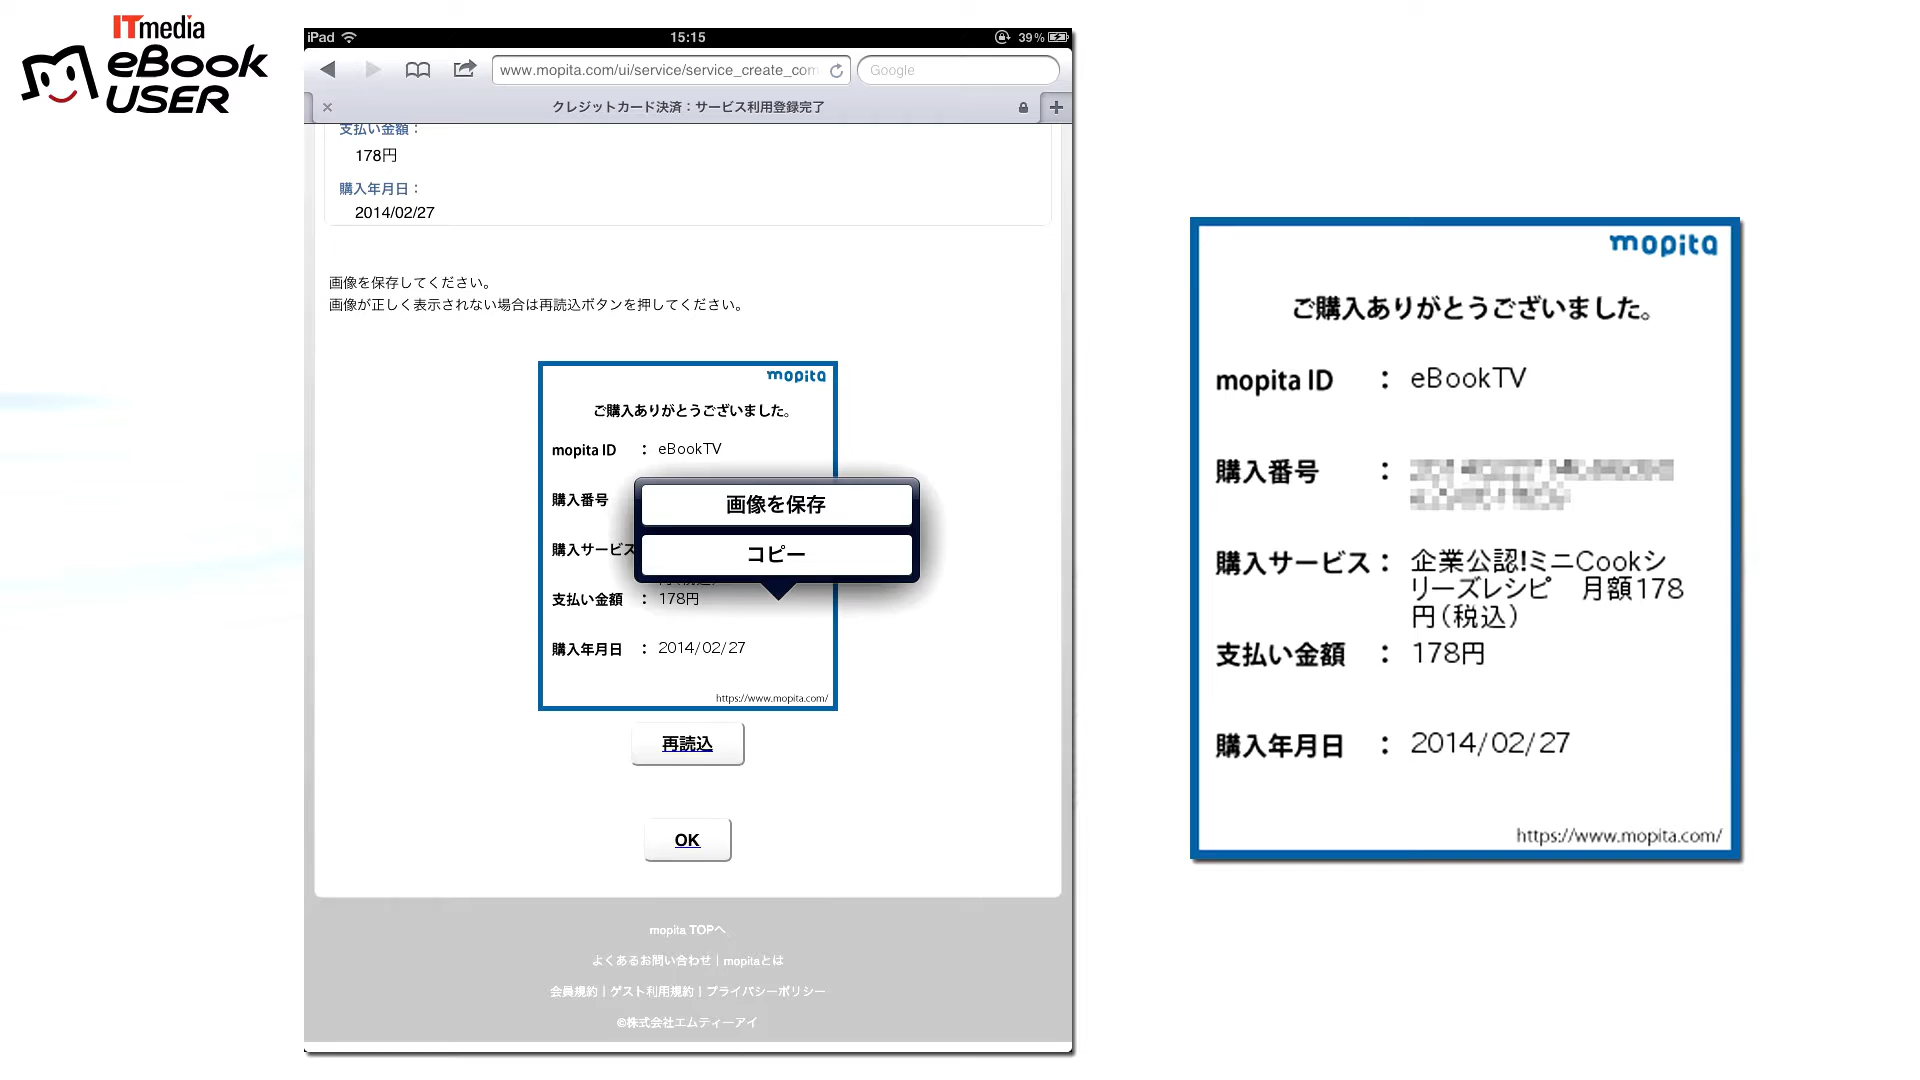 ITmedia
eBook
USER
iPad
15:15
39%
www.mopita.com/ui/service/service_create_com
Google
クレジットカード決済：サービス利用登録完了
支払い金額：
178円
購入年月日：
2014/02/27
画像を保存してください。
画像が正しく表示されない場合は再読込ボタンを押してください。
mopita
ご購入ありがとうございました。
mopita ID ： eBookTV
購入番号
購入サービス
画像を保存
コピー
支払い金額 ： 178円
購入年月日 ： 2014/02/27
https://www.mopita.com/
再読込
OK
mopita TOPへ
よくあるお問い合わせ｜mopitaとは
会員規約｜ゲスト利用規約｜プライバシーポリシー
©株式会社エムティーアイ
mopita
ご購入ありがとうございました。
mopita ID ： eBookTV
購入番号 ：
購入サービス： 企業公認!ミニCookシ
リーズレシピ　月額178
円(税込)
支払い金額 ： 178円
購入年月日 ： 2014/02/27
https://www.mopita.com/